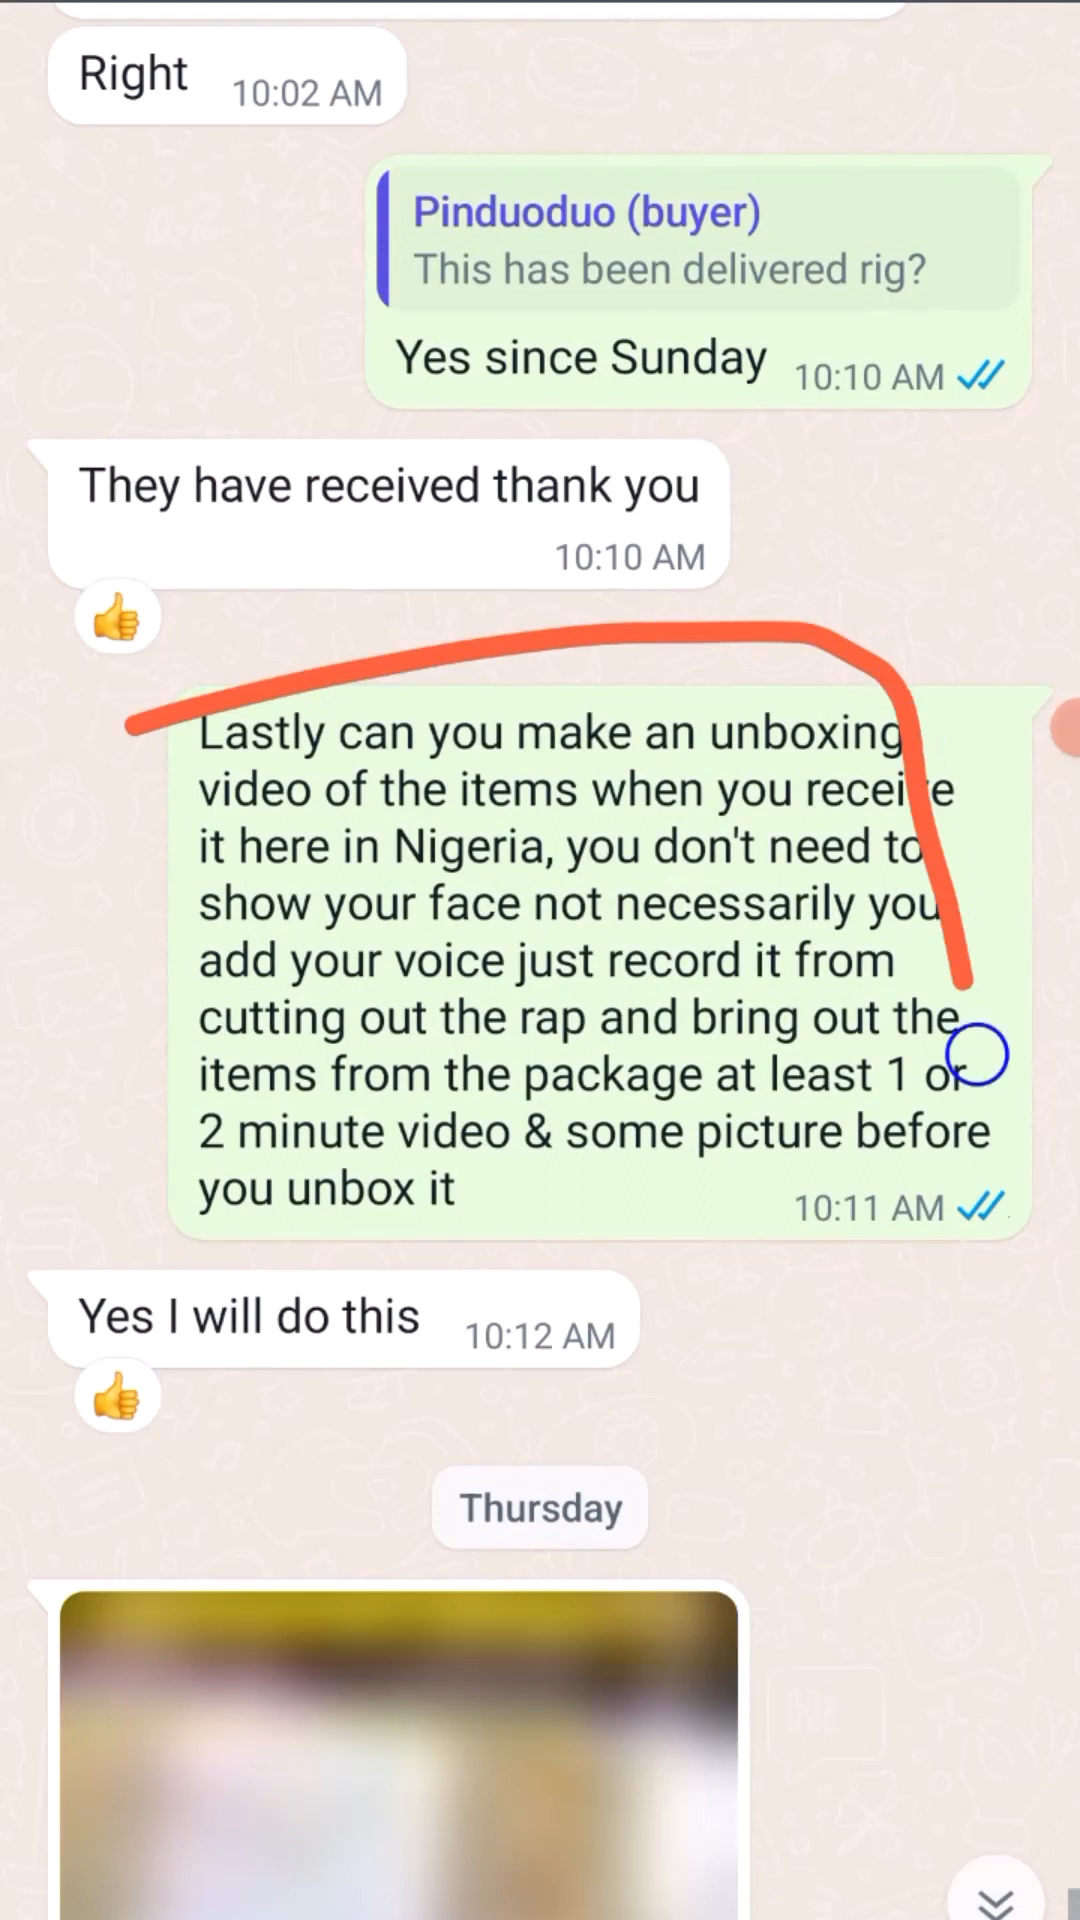 Right
10:02 AM
Pinduoduo (buyer)
This has been delivered rig?
Yes since Sunday
10:10 AM
They have received thank you
10:10 AM
Lastly can you make an unboxing
video of the items when you receive
it here in Nigeria, you don't need to
show your face not necessarily you
add your voice just record it from
cutting out the rap and bring out the
items from the package at least 1 or
2 minute video & some picture before
you unbox it
10:11 AM
Yes I will do this
10:12 AM
Thursday